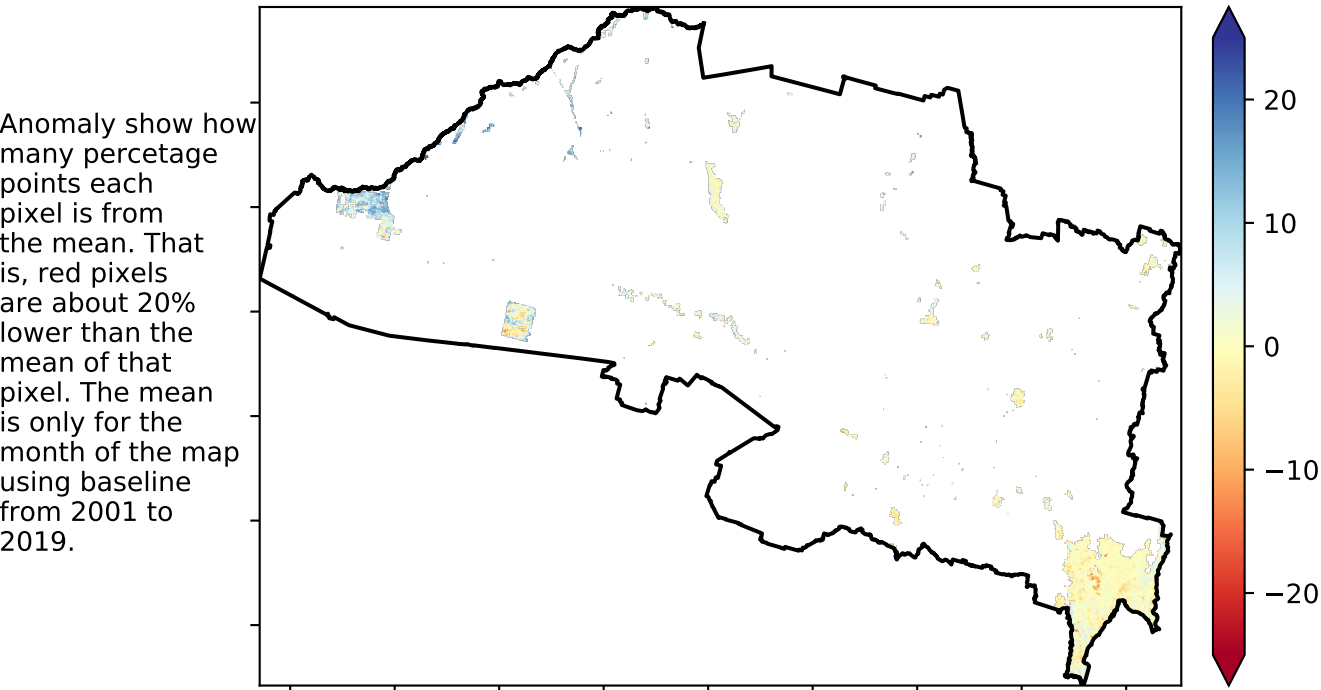 Anomaly show how
many percetage
points each
pixel is from
the mean. That
is, red pixels
are about 20%
lower than the
mean of that
pixel. The mean
is only for the
month of the map
using baseline
from 2001 to
2019.
20
10
0
−10
−20